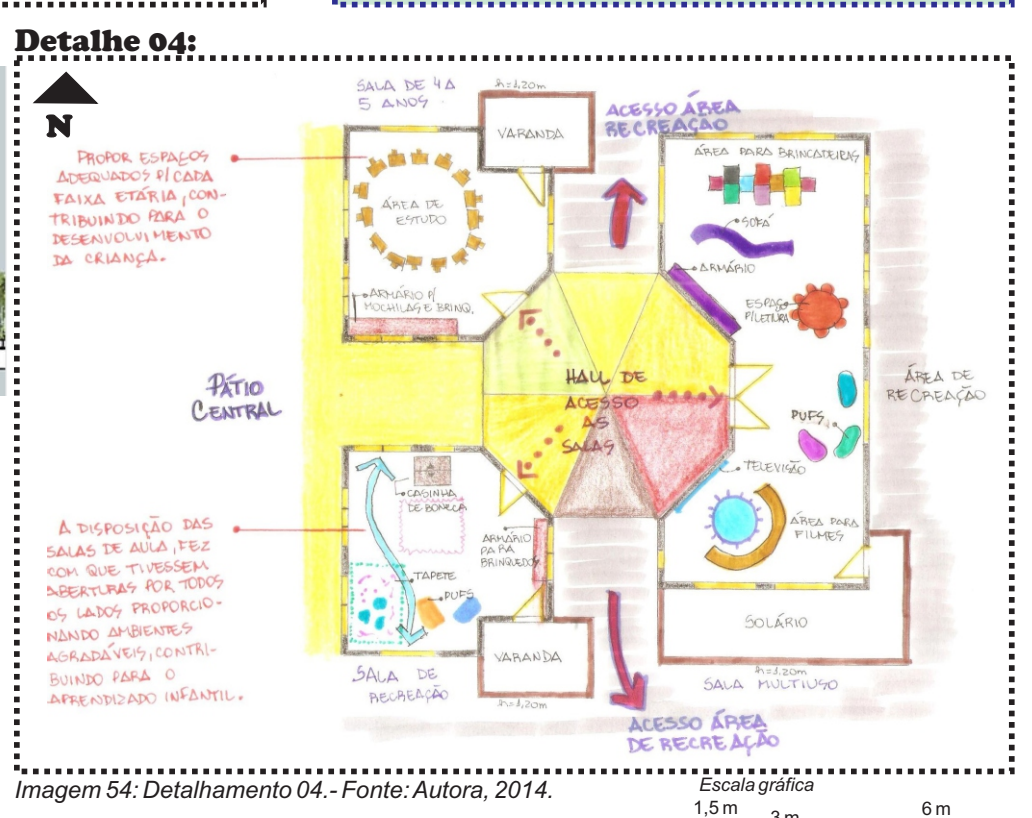 Detalhe 04:
N
SALA DE 4 A
5 ANOS
h=1,20m
VARANDA
ACESSO ÁREA
RECREAÇÃO
PROPOR ESPAÇOS
ADEQUADOS P/ CADA
FAIXA ETÁRIA, CON-
TRIBUINDO PARA O
DESENVOLVIMENTO
DA CRIANÇA.
ÁREA DE
ESTUDO
ARMÁRIO P/
MOCHILAS E BRINQ.
ÁREA PARA BRINCADEIRAS
SOFÁ
ARMÁRIO
ESPAÇO
P/LEITURA
PÁTIO
CENTRAL
HALL DE
ACESSO
AS
SALAS
ÁREA DE
RECREAÇÃO
PUFS
TELEVISÃO
ÁREA PARA
FILMES
CASINHA
DE BONECA
ARMÁRIO
PARA
BRINQUEDOS
TAPETE
PUFS
A DISPOSIÇÃO DAS
SALAS DE AULA, FEZ
COM QUE TIVESSEM
ABERTURAS POR TODOS
OS LADOS PROPORCIO-
NANDO AMBIENTES
AGRADÁVEIS, CONTRI-
BUINDO PARA O
APRENDIZADO INFANTIL.
SALA DE
RECREAÇÃO
VARANDA
h=1,20m
SOLÁRIO
h=1,20m
SALA MULTIUSO
ACESSO ÁREA
DE RECREAÇÃO
Imagem 54: Detalhamento 04.- Fonte: Autora, 2014.
Escala gráfica
1,5 m
3 m
6 m